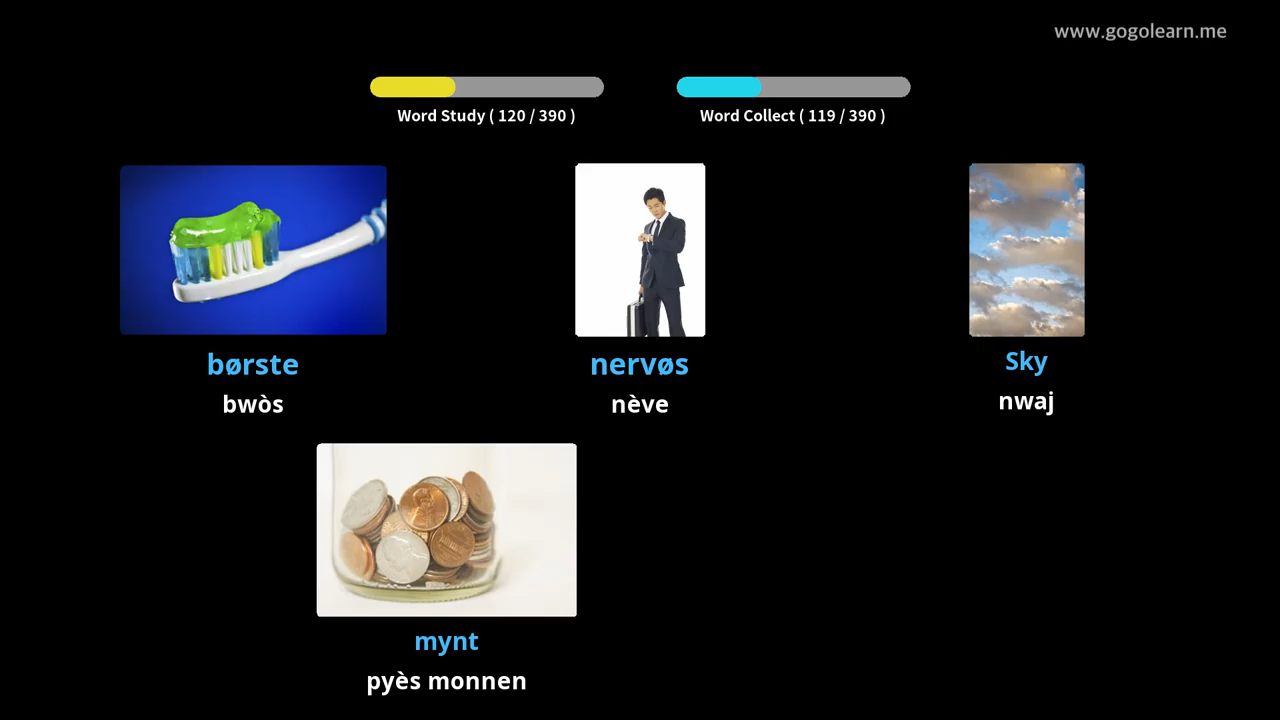 www.gogolearn.me
Word Study ( 120 / 390 )
Word Collect ( 119 / 390 )
børste
bwòs
nervøs
nève
Sky
nwaj
mynt
pyès monnen